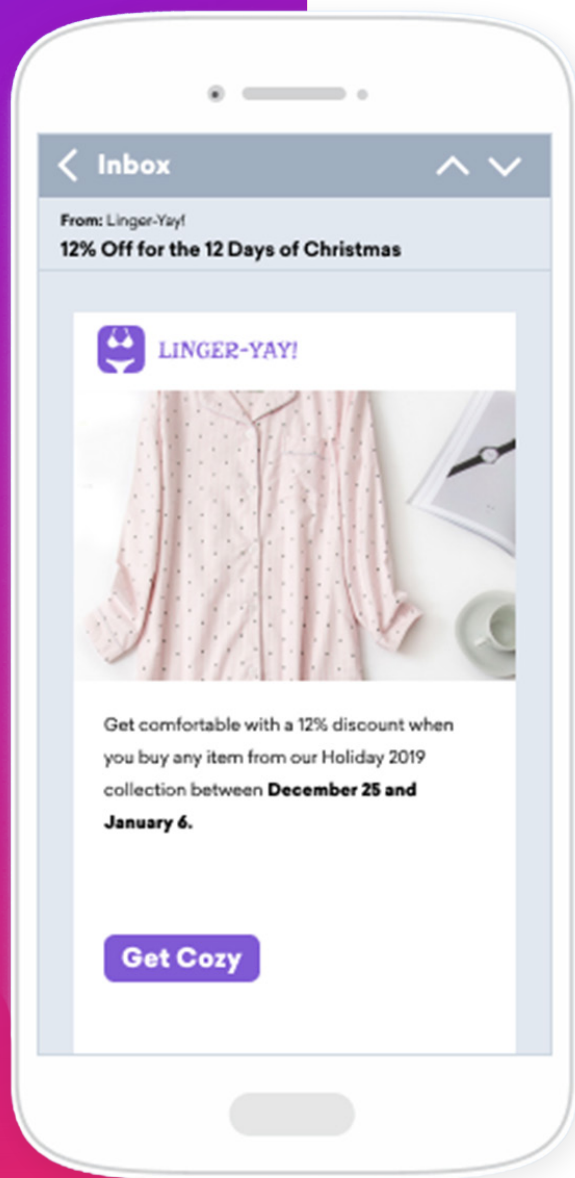 Inbox
From: Linger-Yay!
12% Off for the 12 Days of Christmas
LINGER-YAY!
Get comfortable with a 12% discount when
you buy any item from our Holiday 2019
collection between December 25 and
January 6.
Get Cozy